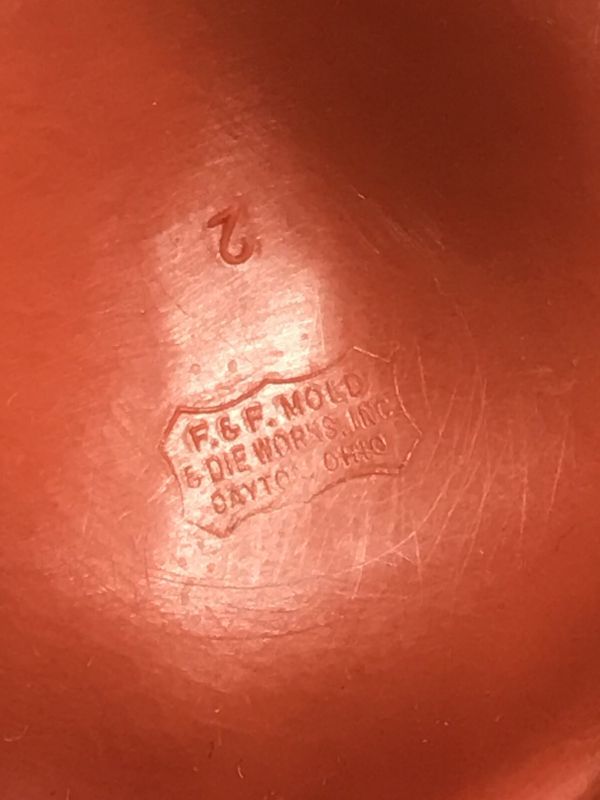 2
F. & F. MOLD
& DIE WORKS, INC.
DAYTON OHIO